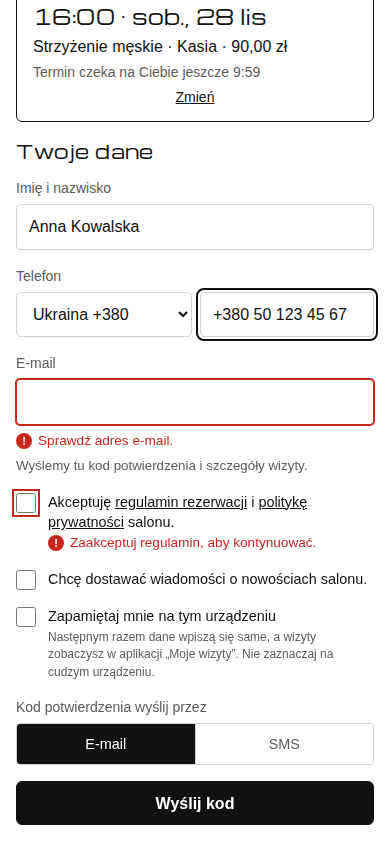 16:00 · sob., 28 lis
Strzyżenie męskie · Kasia · 90,00 zł
Termin czeka na Ciebie jeszcze 9:59
Zmień
Twoje dane
Imię i nazwisko
Anna Kowalska
Telefon
Ukraina +380
+380 50 123 45 67
E-mail
! Sprawdź adres e-mail.
Wyślemy tu kod potwierdzenia i szczegóły wizyty.
Akceptuję regulamin rezerwacji i politykę
prywatności salonu.
! Zaakceptuj regulamin, aby kontynuować.
Chcę dostawać wiadomości o nowościach salonu.
Zapamiętaj mnie na tym urządzeniu
Następnym razem dane wpiszą się same, a wizyty
zobaczysz w aplikacji „Moje wizyty”. Nie zaznaczaj na
cudzym urządzeniu.
Kod potwierdzenia wyślij przez
E-mail
SMS
Wyślij kod